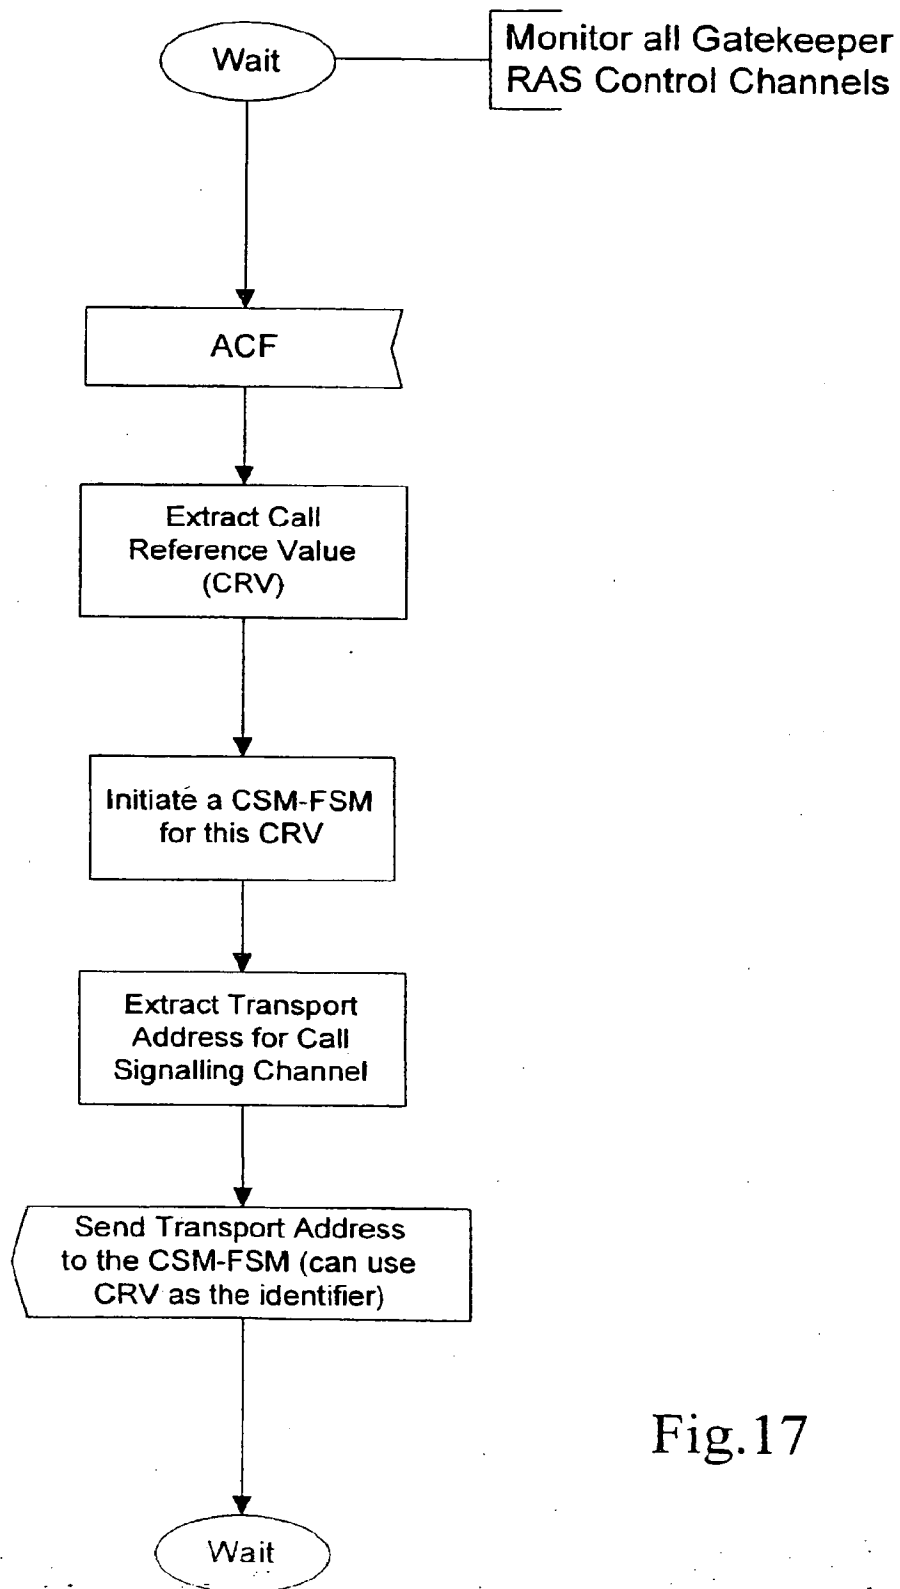 Wait
Monitor all Gatekeeper
RAS Control Channels
ACF
Extract Call
Reference Value
(CRV)
Initiate a CSM-FSM
for this CRV
Extract Transport
Address for Call
Signalling Channel
Send Transport Address
to the CSM-FSM (can use
CRV as the identifier)
Fig.17
Wait